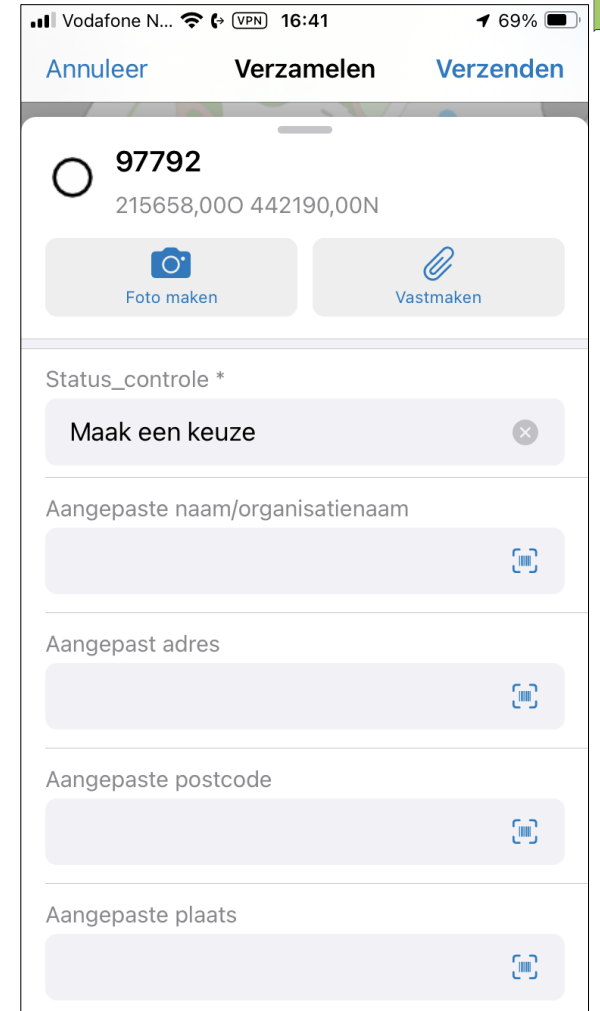 Vodafone N... VPN 16:41 69%
Annuleer Verzamelen Verzenden
97792
215658,00O 442190,00N
Foto maken Vastmaken
Status_controle *
Maak een keuze
Aangepaste naam/organisatienaam
Aangepast adres
Aangepaste postcode
Aangepaste plaats